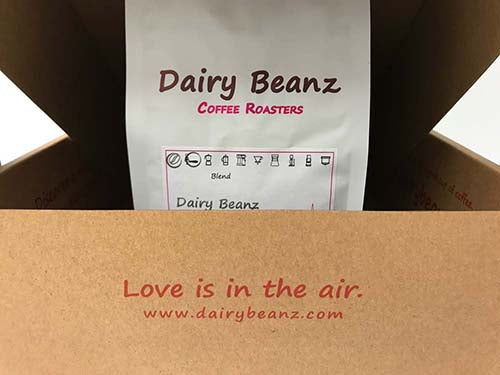 Dairy Beanz
COFFEE ROASTERS
Blend
Dairy Beanz
Love is in the air.
www.dairybeanz.com